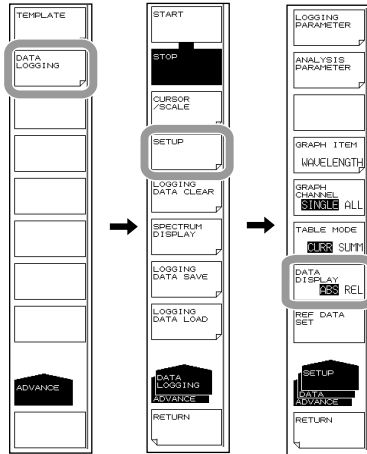 TEMPLATE
DATA
LOGGING
ADVANCE
START
STOP
CURSOR
/SCALE
SETUP
LOGGING
DATA CLEAR
SPECTRUM
DISPLAY
LOGGING
DATA SAVE
LOGGING
DATA LOAD
DATA
LOGGING
ADVANCE
RETURN
LOGGING
PARAMETER
ANALYSIS
PARAMETER
GRAPH ITEM
WAVELENGTH
GRAPH
CHANNEL
SINGLE ALL
TABLE MODE
CURR SUMM
DATA
DISPLAY
ABS REL
REF DATA
SET
SETUP
DATA
ADVANCE
RETURN